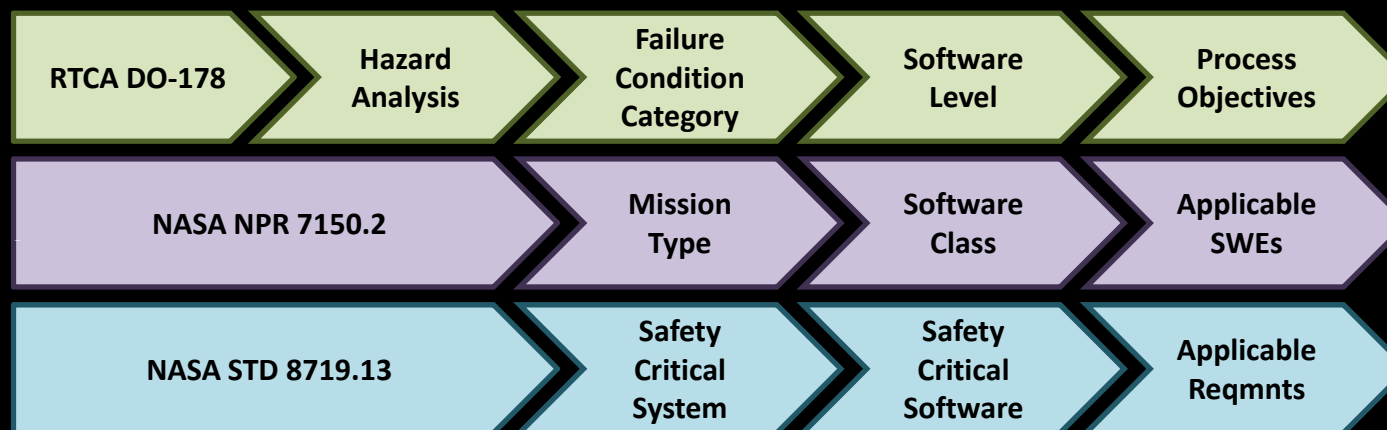 RTCA DO-178
Hazard
Analysis
Failure
Condition
Category
Software
Level
Process
Objectives
NASA NPR 7150.2
Mission
Type
Software
Class
Applicable
SWEs
NASA STD 8719.13
Safety
Critical
System
Safety
Critical
Software
Applicable
Reqmnts